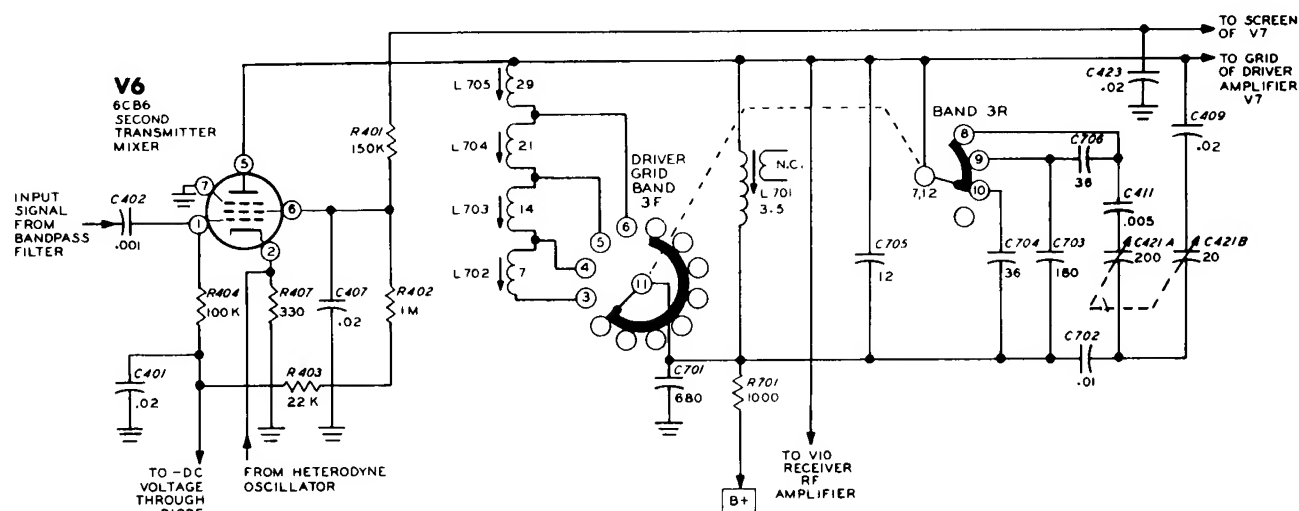 TO SCREEN
OF V7
TO GRID
OF DRIVER
AMPLIFIER
V7
V6
6CB6
SECOND
TRANSMITTER
MIXER
5
7
6
1
2
INPUT
SIGNAL
FROM
BANDPASS
FILTER
C402
.001
R401
150K
R404
100K
R407
330
C407
.02
R402
1M
C401
.02
R403
22K
TO -DC
VOLTAGE
THROUGH
FROM HETERODYNE
OSCILLATOR
L705
29
L704
21
L703
14
L702
7
6
5
4
3
11
DRIVER
GRID
BAND
3F
N.C.
L701
3.5
C701
680
R701
1000
B+
TO V10
RECEIVER
RF
AMPLIFIER
C705
12
BAND 3R
7,12
8
9
10
C706
36
C704
36
C703
180
C411
.005
C421A
200
C421B
20
C702
.01
C423
.02
C409
.02